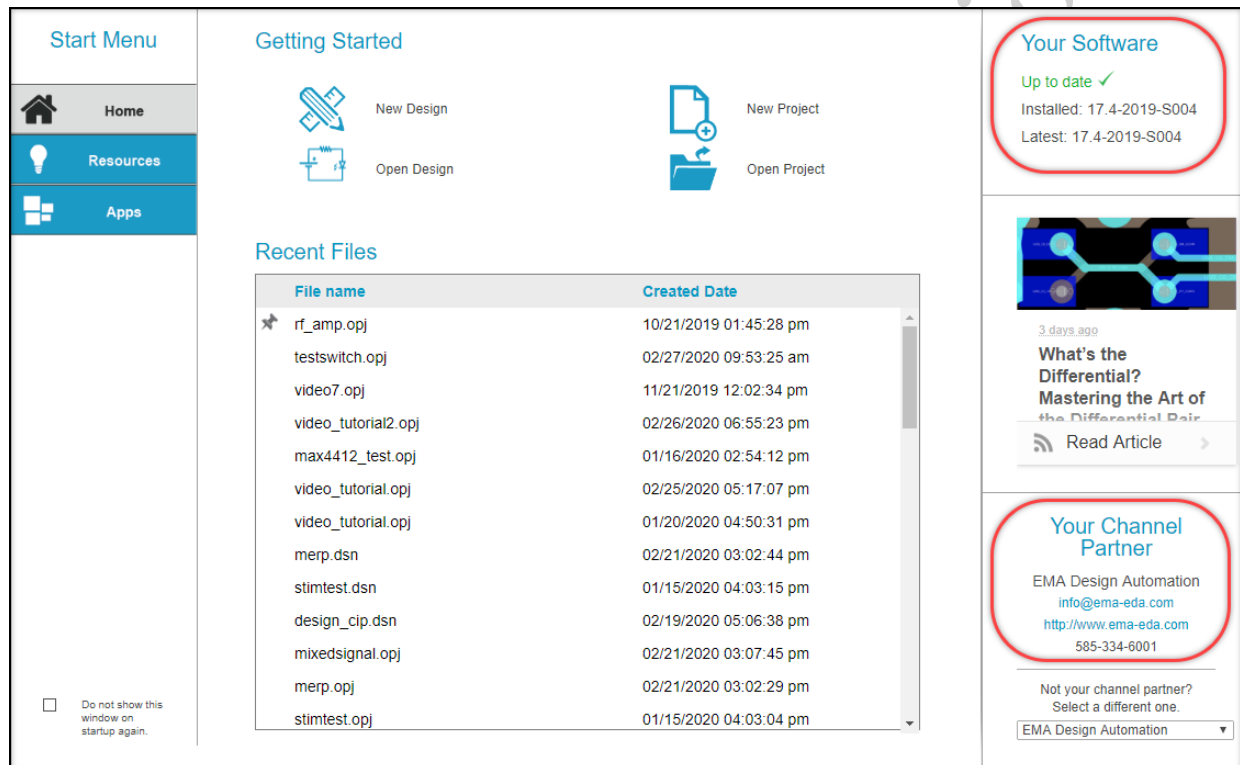 Start Menu
Home
Resources
Apps
Do not show this
window on
startup again.
Getting Started
New Design
New Project
Open Design
Open Project
Recent Files
File name Created Date
rf_amp.opj 10/21/2019 01:45:28 pm
testswitch.opj 02/27/2020 09:53:25 am
video7.opj 11/21/2019 12:02:34 pm
video_tutorial2.opj 02/26/2020 06:55:23 pm
max4412_test.opj 01/16/2020 02:54:12 pm
video_tutorial.opj 02/25/2020 05:17:07 pm
video_tutorial.opj 01/20/2020 04:50:31 pm
merp.dsn 02/21/2020 03:02:44 pm
stimtest.dsn 01/15/2020 04:03:15 pm
design_cip.dsn 02/19/2020 05:06:38 pm
mixedsignal.opj 02/21/2020 03:07:45 pm
merp.opj 02/21/2020 03:02:29 pm
stimtest.opj 01/15/2020 04:03:04 pm
Your Software
Up to date
Installed: 17.4-2019-S004
Latest: 17.4-2019-S004
3 days ago
What's the
Differential?
Mastering the Art of
the Differential Pair
Read Article
Your Channel
Partner
EMA Design Automation
info@ema-eda.com
http://www.ema-eda.com
585-334-6001
Not your channel partner?
Select a different one.
EMA Design Automation